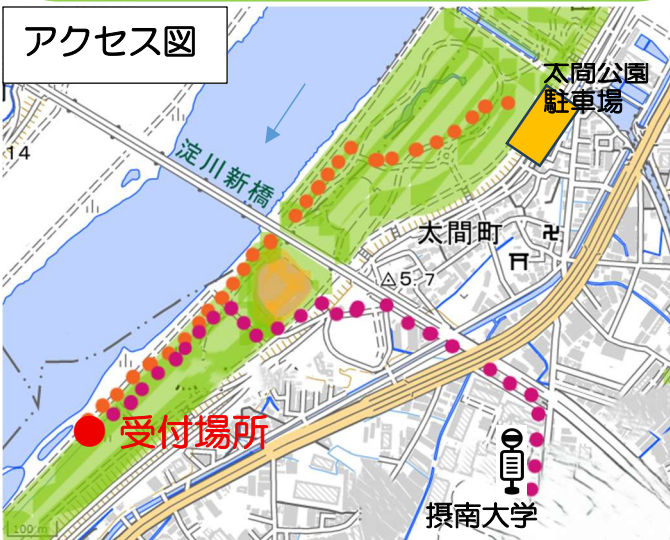 アクセス図
太間公園
駐車場
14
淀川新橋
太間町
5.7
受付場所
摂南大学
100 m